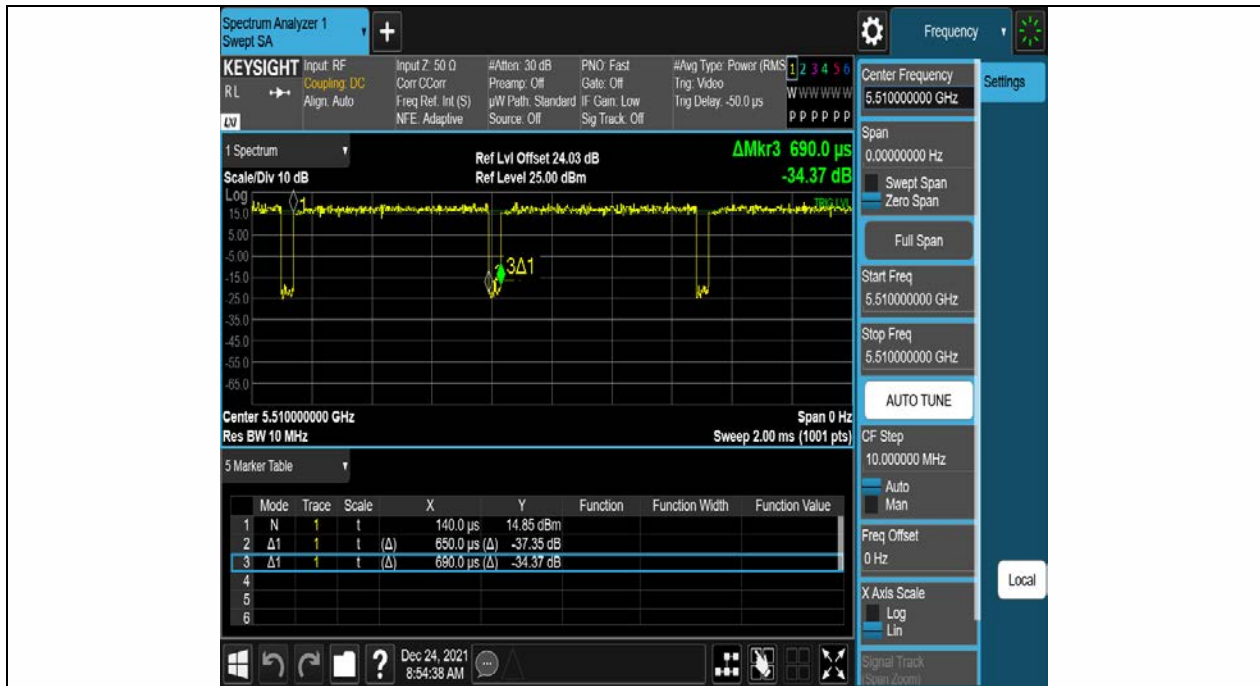 Spectrum Analyzer 1
Swept SA
+
Frequency
KEYSIGHT
RL
LXI
Input: RF
Coupling: DC
Align: Auto
Input Z: 50 Ω
Corr CCorr
Freq Ref: Int (S)
NFE: Adaptive
#Atten: 30 dB
Preamp: Off
µW Path: Standard
Source: Off
PNO: Fast
Gate: Off
IF Gain: Low
Sig Track: Off
#Avg Type: Power (RMS
Trig: Video
Trig Delay: -50.0 µs
1 2 3 4 5 6
W W W W W W
P P P P P P
1 Spectrum
Scale/Div 10 dB
Ref Lvl Offset 24.03 dB
Ref Level 25.00 dBm
ΔMkr3 690.0 µs
-34.37 dB
Log
15.0
5.00
-5.00
-15.0
-25.0
-35.0
-45.0
-55.0
-65.0
1
3Δ1
TRIG LVL
Center 5.510000000 GHz
Res BW 10 MHz
Span 0 Hz
Sweep 2.00 ms (1001 pts)
5 Marker Table
Mode Trace Scale X Y Function Function Width Function Value
1 N 1 t 140.0 µs 14.85 dBm
2 Δ1 1 t (Δ) 650.0 µs (Δ) -37.35 dB
3 Δ1 1 t (Δ) 690.0 µs (Δ) -34.37 dB
4
5
6
?
Dec 24, 2021
8:54:38 AM
Center Frequency
5.510000000 GHz
Span
0.00000000 Hz
Swept Span
Zero Span
Full Span
Start Freq
5.510000000 GHz
Stop Freq
5.510000000 GHz
AUTO TUNE
CF Step
10.000000 MHz
Auto
Man
Freq Offset
0 Hz
X Axis Scale
Log
Lin
Signal Track
(Span Zoom)
Settings
Local